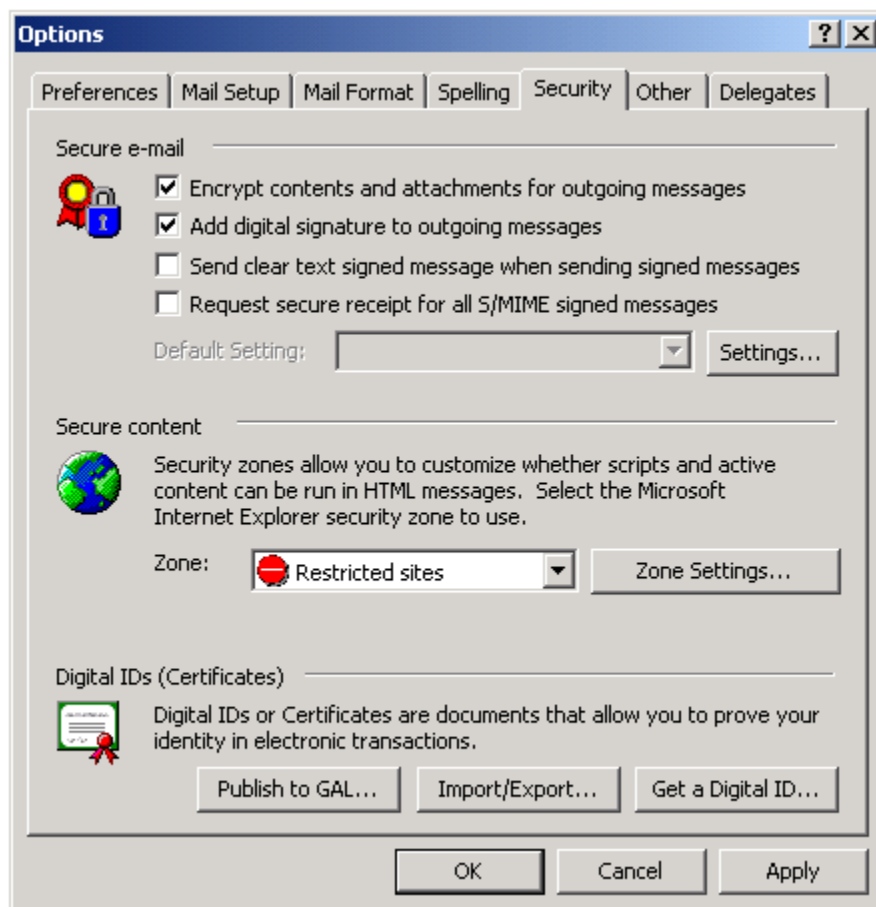 Options
Preferences Mail Setup Mail Format Spelling Security Other Delegates
Secure e-mail
Encrypt contents and attachments for outgoing messages
Add digital signature to outgoing messages
Send clear text signed message when sending signed messages
Request secure receipt for all S/MIME signed messages
Default Setting: Settings...
Secure content
Security zones allow you to customize whether scripts and active
content can be run in HTML messages. Select the Microsoft
Internet Explorer security zone to use.
Zone: Restricted sites Zone Settings...
Digital IDs (Certificates)
Digital IDs or Certificates are documents that allow you to prove your
identity in electronic transactions.
Publish to GAL... Import/Export... Get a Digital ID...
OK Cancel Apply